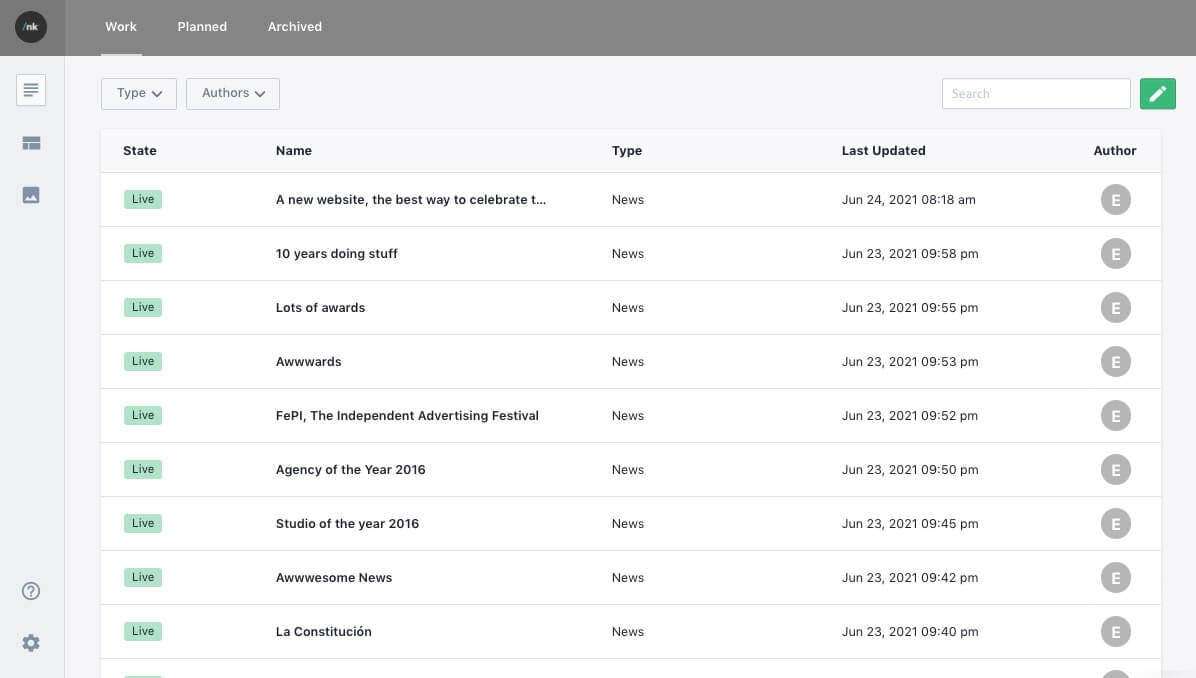 /nk
Work Planned Archived
Type Authors Search
State Name Type Last Updated Author
Live A new website, the best way to celebrate t... News Jun 24, 2021 08:18 am E
Live 10 years doing stuff News Jun 23, 2021 09:58 pm E
Live Lots of awards News Jun 23, 2021 09:55 pm E
Live Awwwards News Jun 23, 2021 09:53 pm E
Live FePI, The Independent Advertising Festival News Jun 23, 2021 09:52 pm E
Live Agency of the Year 2016 News Jun 23, 2021 09:50 pm E
Live Studio of the year 2016 News Jun 23, 2021 09:45 pm E
Live Awwwesome News News Jun 23, 2021 09:42 pm E
Live La Constitución News Jun 23, 2021 09:40 pm E